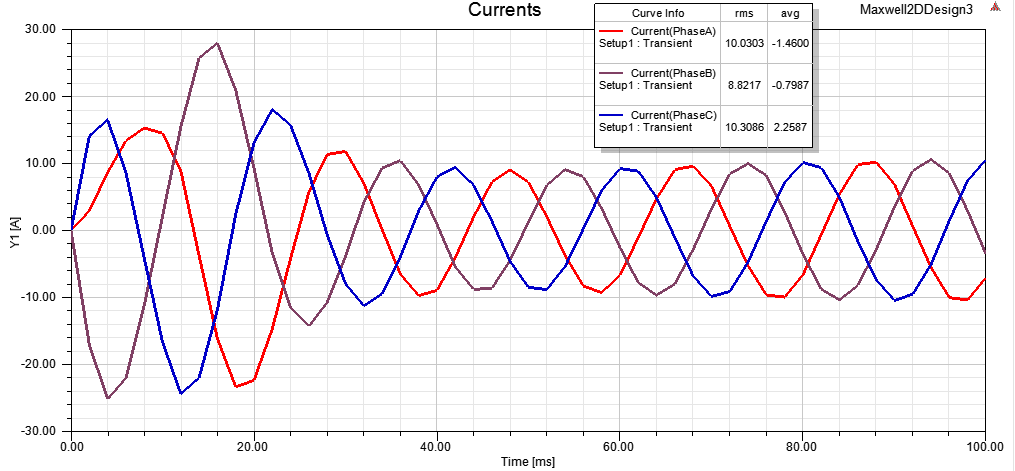 Currents
Maxwell2DDesign3
Curve Info rms avg
Current(PhaseA)
Setup1 : Transient 10.0303 -1.4600
Current(PhaseB)
Setup1 : Transient 8.8217 -0.7987
Current(PhaseC)
Setup1 : Transient 10.3086 2.2587
30.00
20.00
10.00
0.00
-10.00
-20.00
-30.00
Y1 [A]
0.00 20.00 40.00 60.00 80.00 100.00
Time [ms]